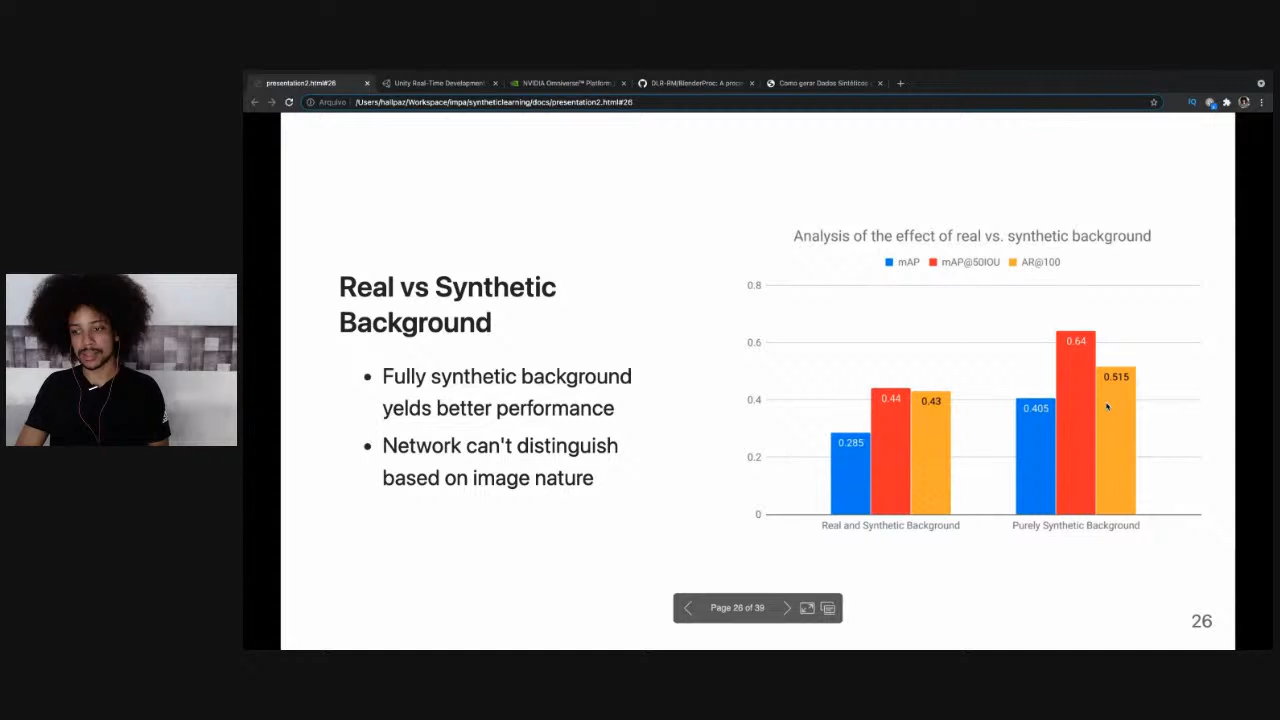 presentation2.html#26
Unity Real-Time Development
NVIDIA Omniverse™ Platform
DLR-RM/BlenderProc: A proce
Como gerar Dados Sintéticos
Arquivo
/Users/hallpaz/Workspace/impa/syntheticlearning/docs/presentation2.html#26
Real vs Synthetic
Background
• Fully synthetic background
yelds better performance
• Network can't distinguish
based on image nature
Analysis of the effect of real vs. synthetic background
mAP mAP@50IOU AR@100
0.8
0.6
0.4
0.2
0
0.285
0.44
0.43
0.405
0.64
0.515
Real and Synthetic Background
Purely Synthetic Background
Page 26 of 39
26